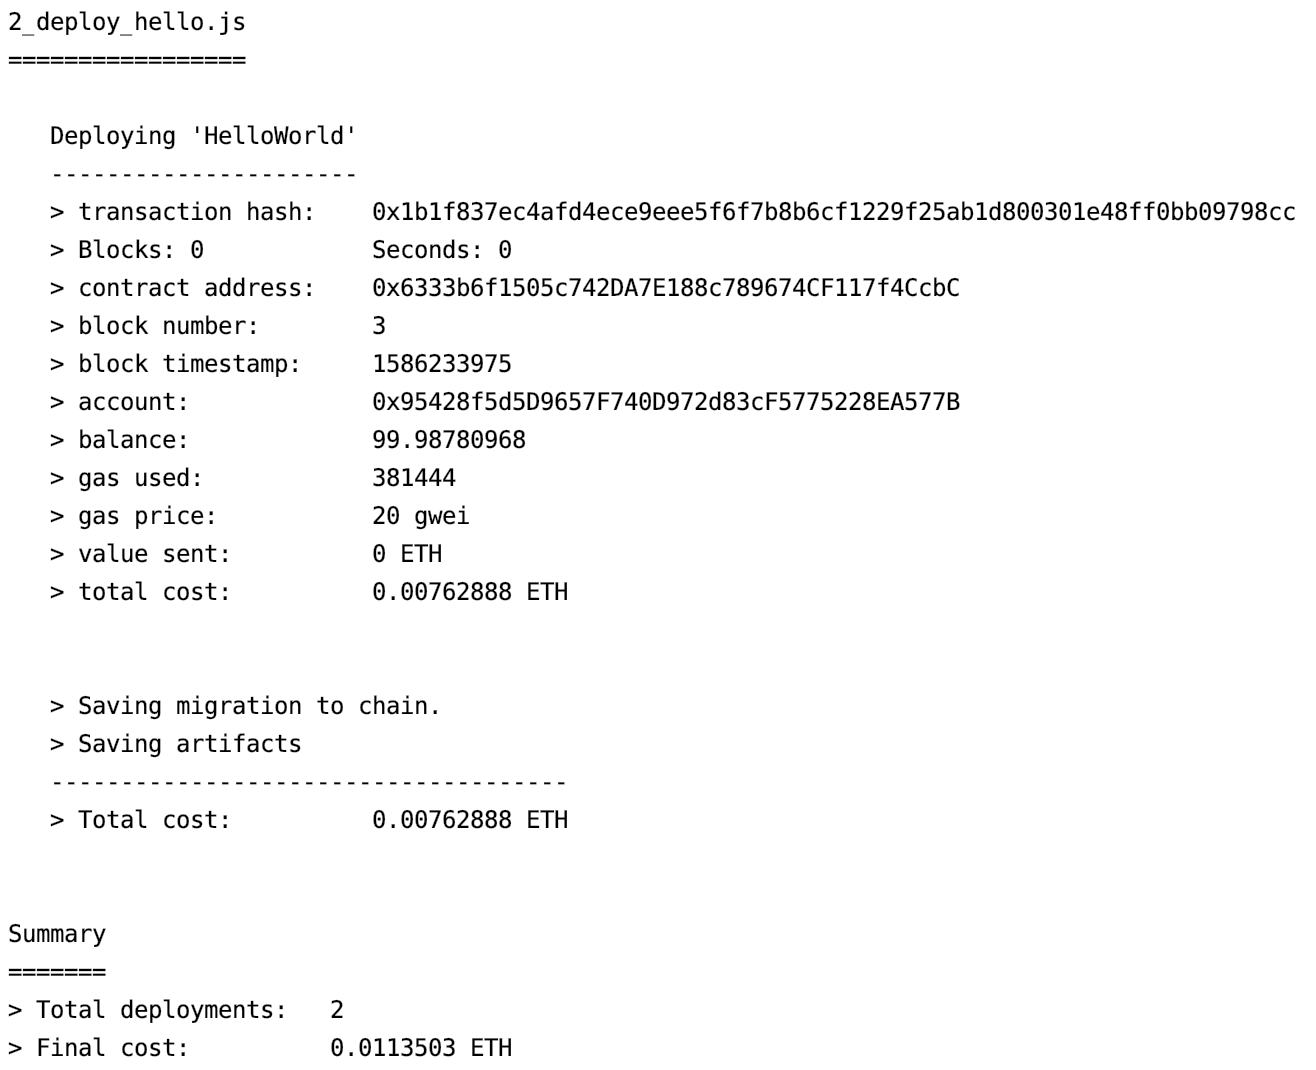 2_deploy_hello.js
=================
Deploying 'HelloWorld'
----------------------
> transaction hash:    0x1b1f837ec4afd4ece9eee5f6f7b8b6cf1229f25ab1d800301e48ff0bb09798cc
> Blocks: 0            Seconds: 0
> contract address:    0x6333b6f1505c742DA7E188c789674CF117f4CcbC
> block number:        3
> block timestamp:     1586233975
> account:             0x95428f5d5D9657F740D972d83cF5775228EA577B
> balance:             99.98780968
> gas used:            381444
> gas price:           20 gwei
> value sent:          0 ETH
> total cost:          0.00762888 ETH
> Saving migration to chain.
> Saving artifacts
-------------------------------------
> Total cost:          0.00762888 ETH
Summary
=======
> Total deployments:   2
> Final cost:          0.0113503 ETH